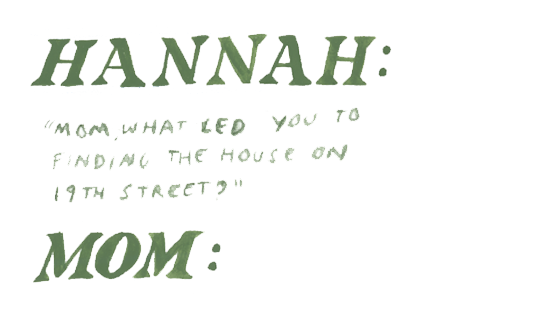 HANNAH:
"MOM, WHAT LED YOU TO
FINDING THE HOUSE ON
19TH STREET?"
MOM: